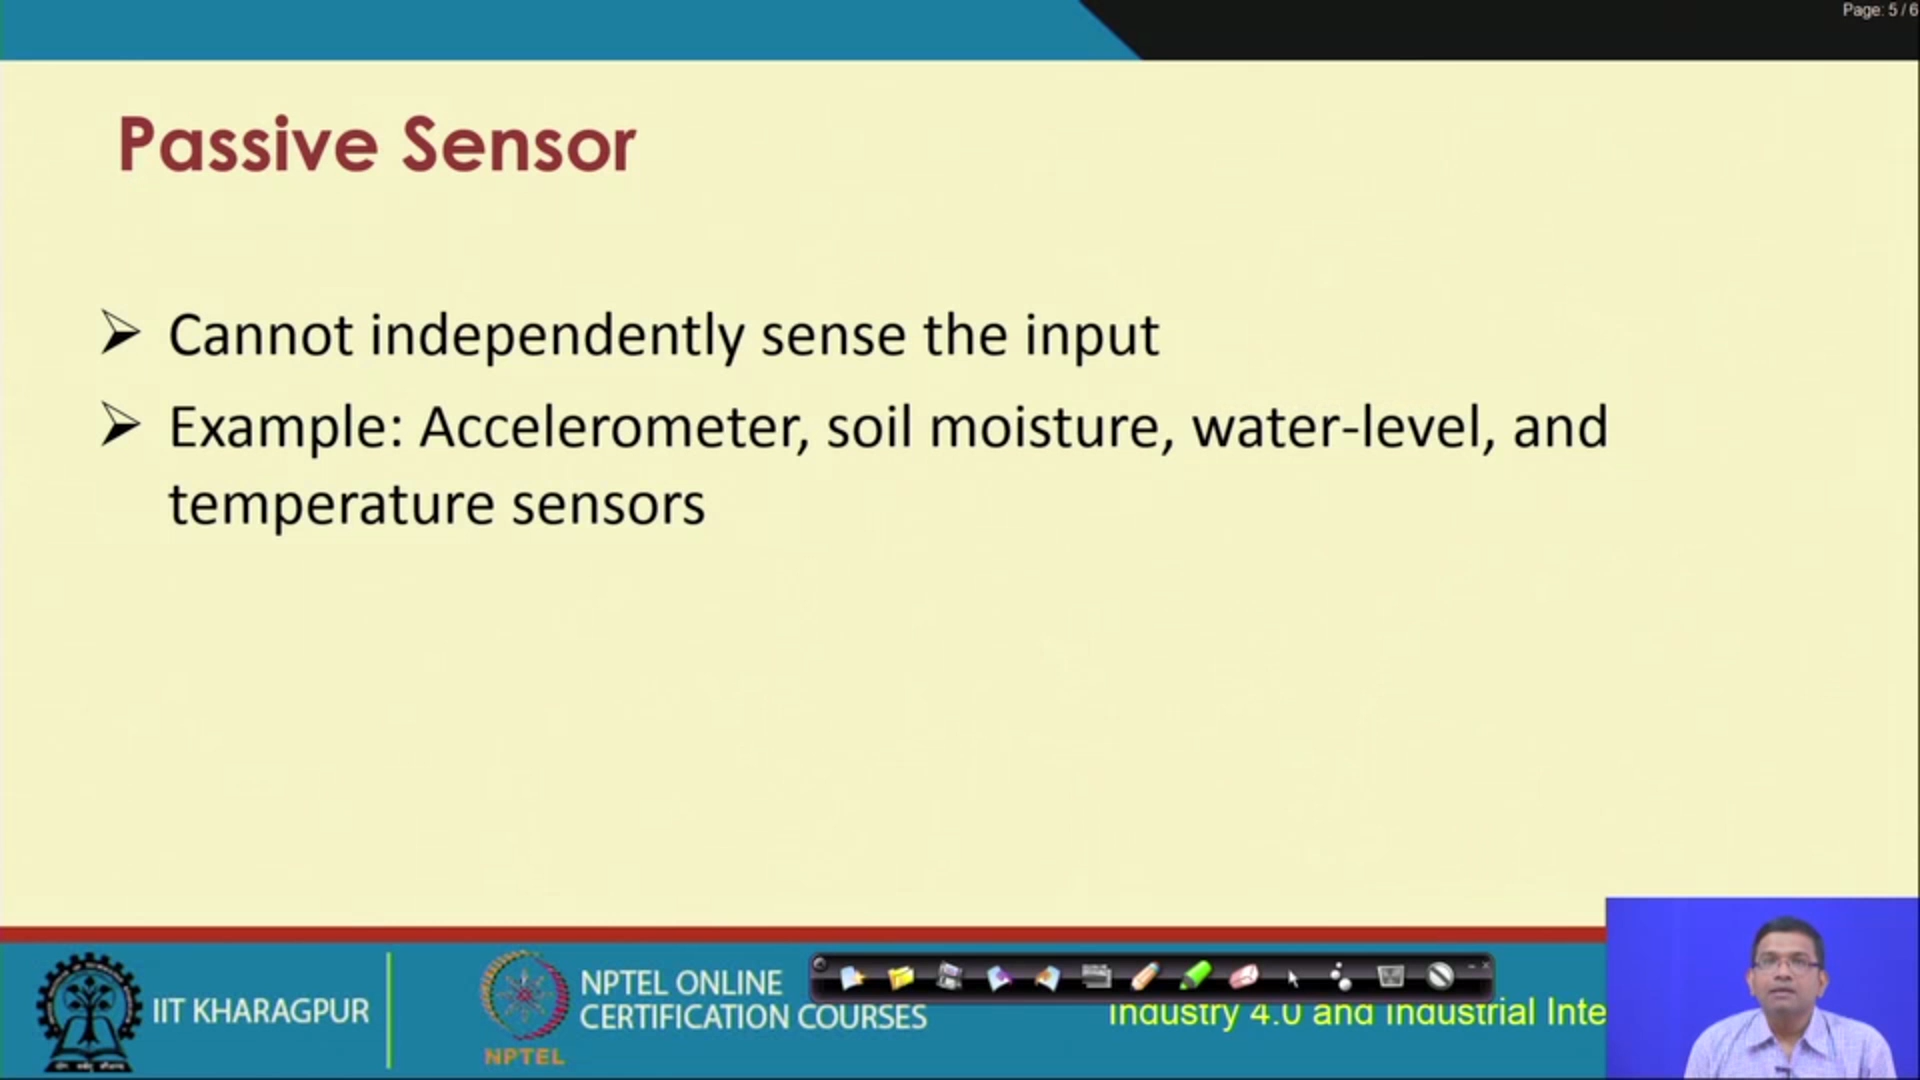 Page: 5 / 6
Passive Sensor
Cannot independently sense the input
Example: Accelerometer, soil moisture, water-level, and
temperature sensors
IIT KHARAGPUR
NPTEL
NPTEL ONLINE
CERTIFICATION COURSES
Industry 4.0 and Industrial Inte